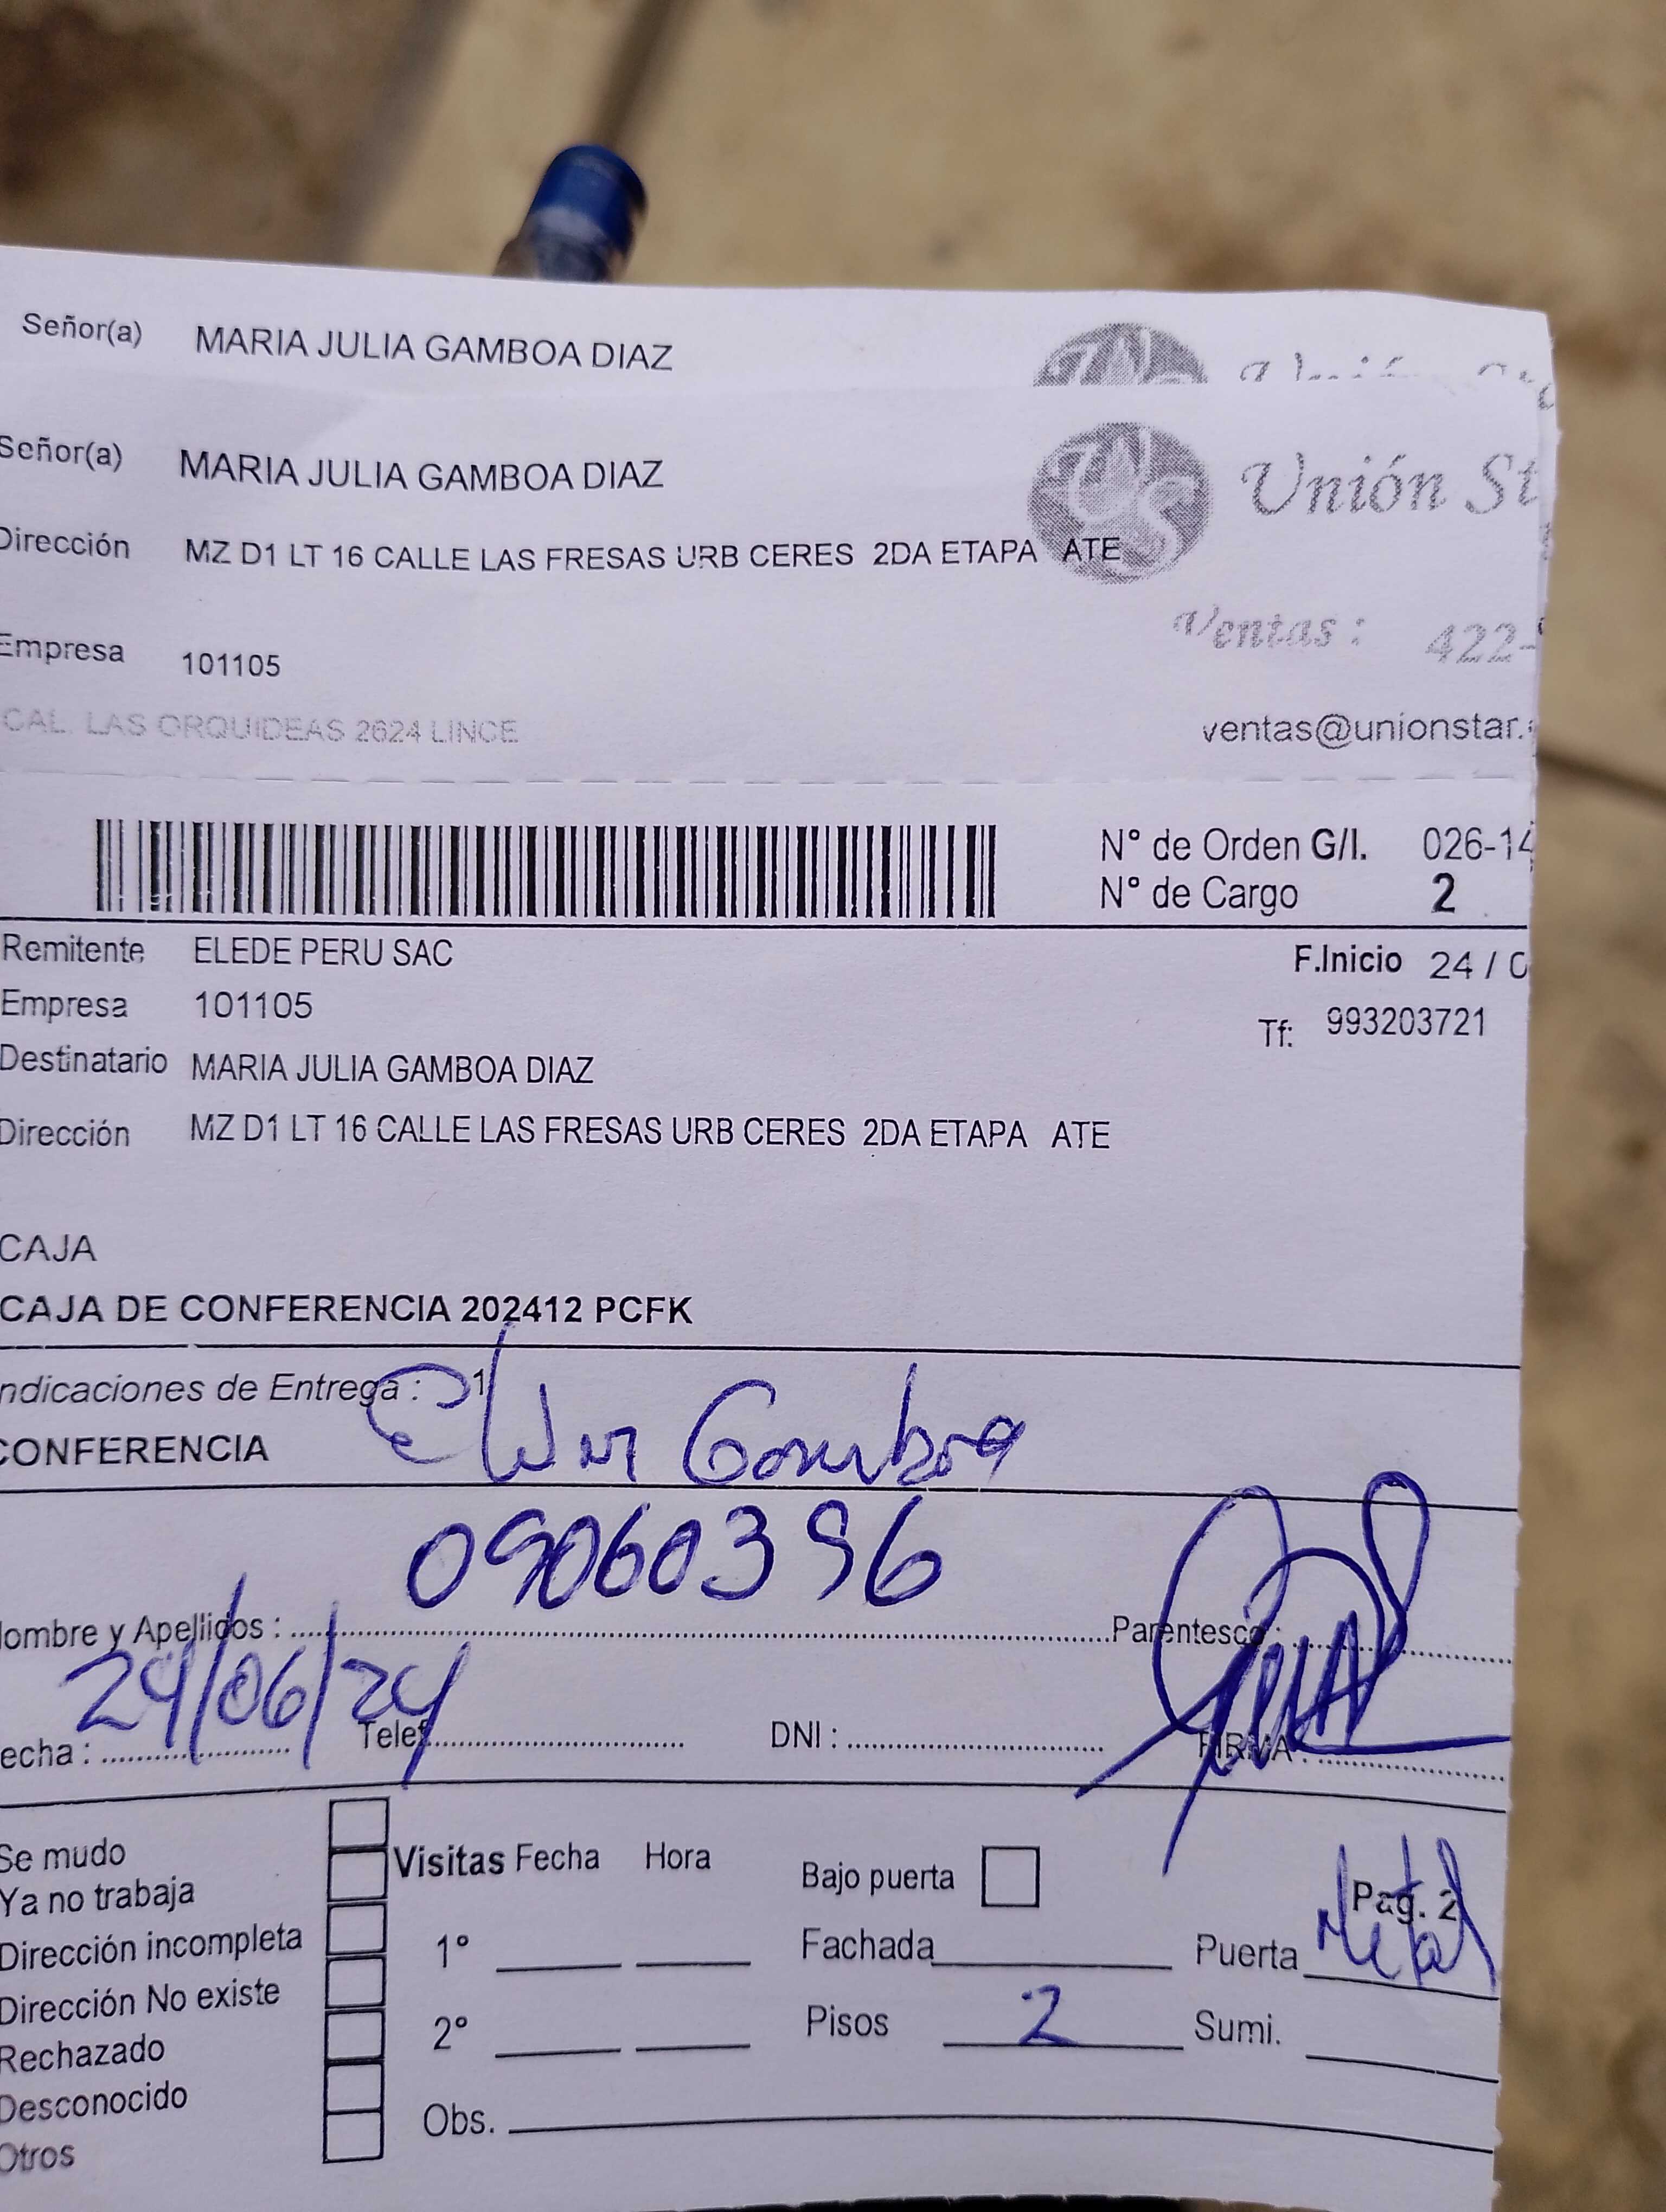 Señor(a) MARIA JULIA GAMBOA DIAZ
Señor(a) MARIA JULIA GAMBOA DIAZ
Unión St
Dirección MZ D1 LT 16 CALLE LAS FRESAS URB CERES 2DA ETAPA ATE
Ventas : 422-
Empresa 101105
CAL. LAS ORQUIDEAS 2624 LINCE ventas@unionstar.
N° de Orden G/I. 026-14
N° de Cargo 2
Remitente ELEDE PERU SAC F.Inicio 24 / 0
Empresa 101105 Tf: 993203721
Destinatario MARIA JULIA GAMBOA DIAZ
Dirección MZ D1 LT 16 CALLE LAS FRESAS URB CERES 2DA ETAPA ATE
CAJA
CAJA DE CONFERENCIA 202412 PCFK
ndicaciones de Entrega : 1
CONFERENCIA Gamboa
09060396
ombre y Apellidos : Parentesco :
24/06/24
echa : Telef. DNI : FIRMA :
Se mudo
Visitas Fecha Hora Bajo puerta
Ya no trabaja Pag. 2
Dirección incompleta 1° Fachada Puerta Metal
Dirección No existe
2° Pisos 2 Sumi.
Rechazado
Desconocido
Obs.
Otros